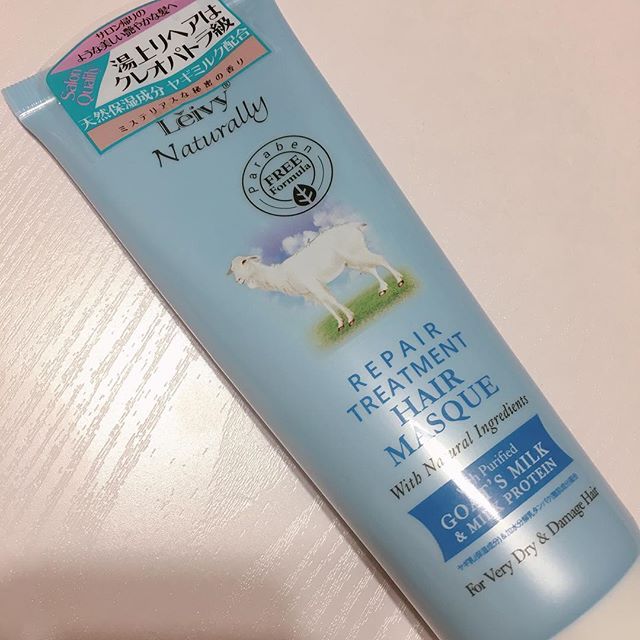 サロン帰りの
ような美しい艶やかな髪へ
Salon
Quality
湯上りヘアは
クレオパトラ級
天然保湿成分 ヤギミルク配合
ミステリアスな秘密の香り
Leivy®
Naturally
Paraben
FREE
Formula
REPAIR
TREATMENT
HAIR
MASQUE
With Natural Ingredients
Purified
GOAT'S MILK
& MILK PROTEIN
For Very Dry & Damage Hair